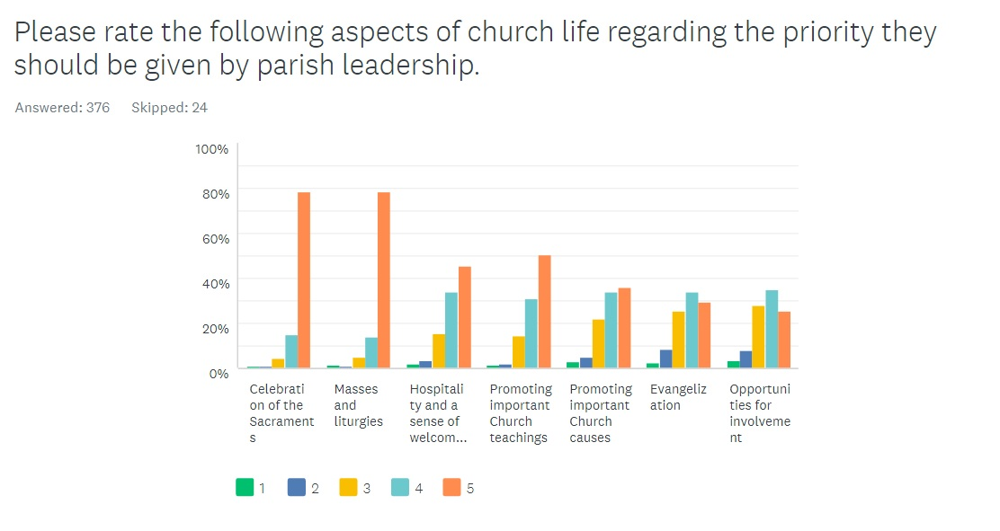 Please rate the following aspects of church life regarding the priority they
should be given by parish leadership.
Answered: 376 Skipped: 24
100%
80%
60%
40%
20%
0%
Celebrati
on of the
Sacrament
s
Masses
and
liturgies
Hospitali
ty and a
sense of
welcom...
Promoting
important
Church
teachings
Promoting
important
Church
causes
Evangeliz
ation
Opportuni
ties for
involveme
nt
1 2 3 4 5